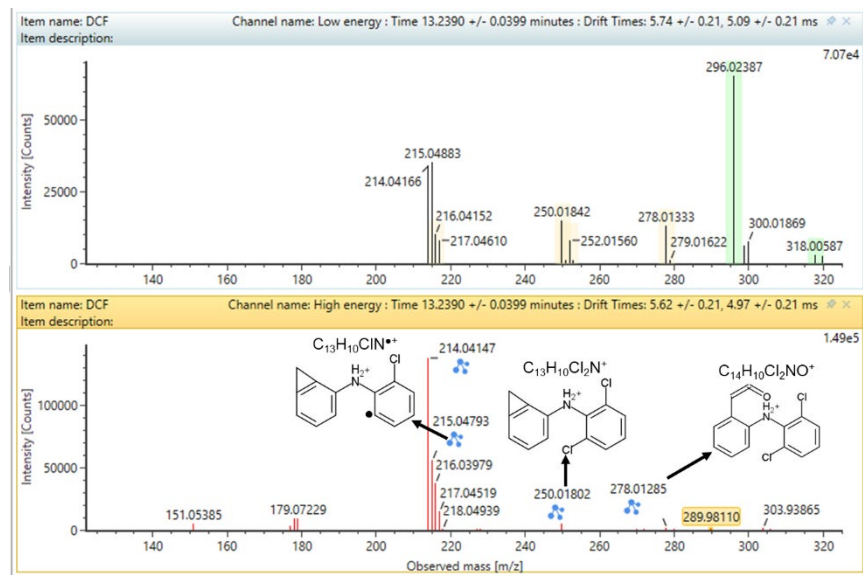 Item name: DCF Channel name: Low energy : Time 13.2390 +/- 0.0399 minutes : Drift Times: 5.74 +/- 0.21, 5.09 +/- 0.21 ms
Item description:
7.07e4
296.02387
50000
Intensity [Counts]
215.04883
214.04166
25000
216.04152
250.01842
278.01333
217.04610
252.01560
279.01622
300.01869
318.00587
0
140 160 180 200 220 240 260 280 300 320
Item name: DCF Channel name: High energy : Time 13.2390 +/- 0.0399 minutes : Drift Times: 5.62 +/- 0.21, 4.97 +/- 0.21 ms
Item description:
1.49e5
C₁₃H₁₀ClN•⁺
214.04147
C₁₃H₁₀Cl₂N⁺
C₁₄H₁₀Cl₂NO⁺
Cl
H₂⁺
N
Cl
H₂⁺
N
Cl
O
H₂⁺
N
Cl
Cl
100000
Intensity [Counts]
215.04793
216.03979
50000
217.04519
218.04939
250.01802
278.01285
289.98110
303.93865
151.05385
179.07229
0
140 160 180 200 220 240 260 280 300 320
Observed mass [m/z]